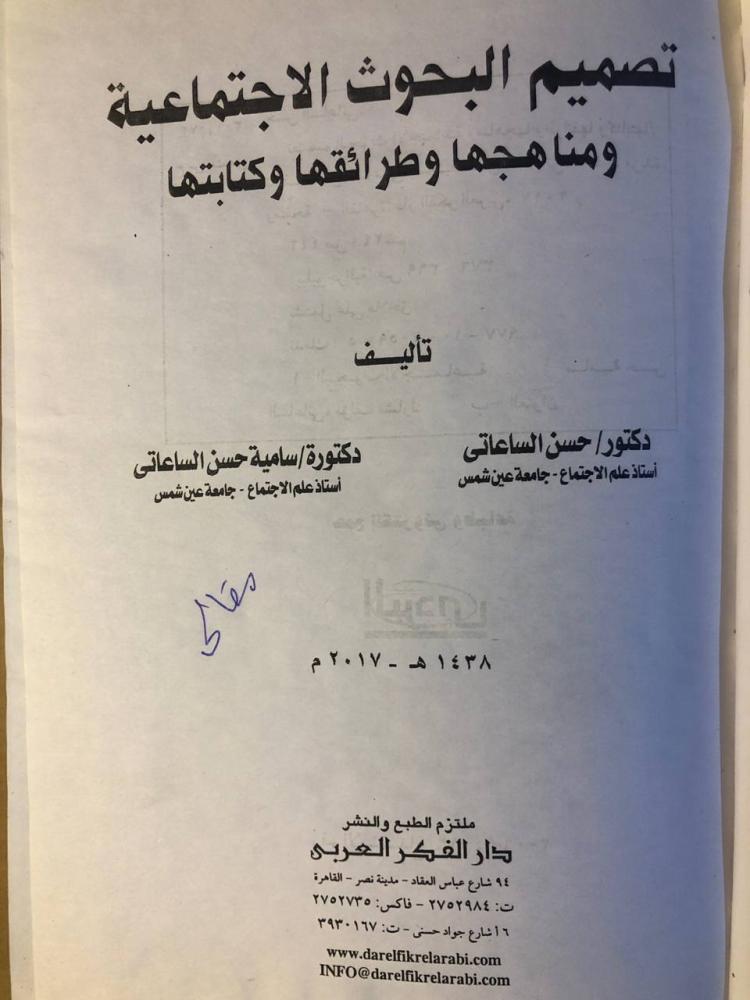 تصميم البحوث الاجتماعية
ومناهجها وطرائقها وكتابتها
تأليف
دكتور/ حسن الساعاتى
أستاذ علم الاجتماع - جامعة عين شمس
دكتورة/ سامية حسن الساعاتى
أستاذ علم الاجتماع - جامعة عين شمس
١٤٣٨ هـ - ٢٠١٧ م
ملتزم الطبع والنشر
دار الفكر العربى
٩٤ شارع عباس العقاد - مدينة نصر - القاهرة
ت: ٢٧٥٢٩٨٤ - فاكس: ٢٧٥٢٧٣٥
٦ أ شارع جواد حسنى - ت: ٣٩٣٠١٦٧
www.darelfikrelarabi.com
INFO@darelfikrelarabi.com